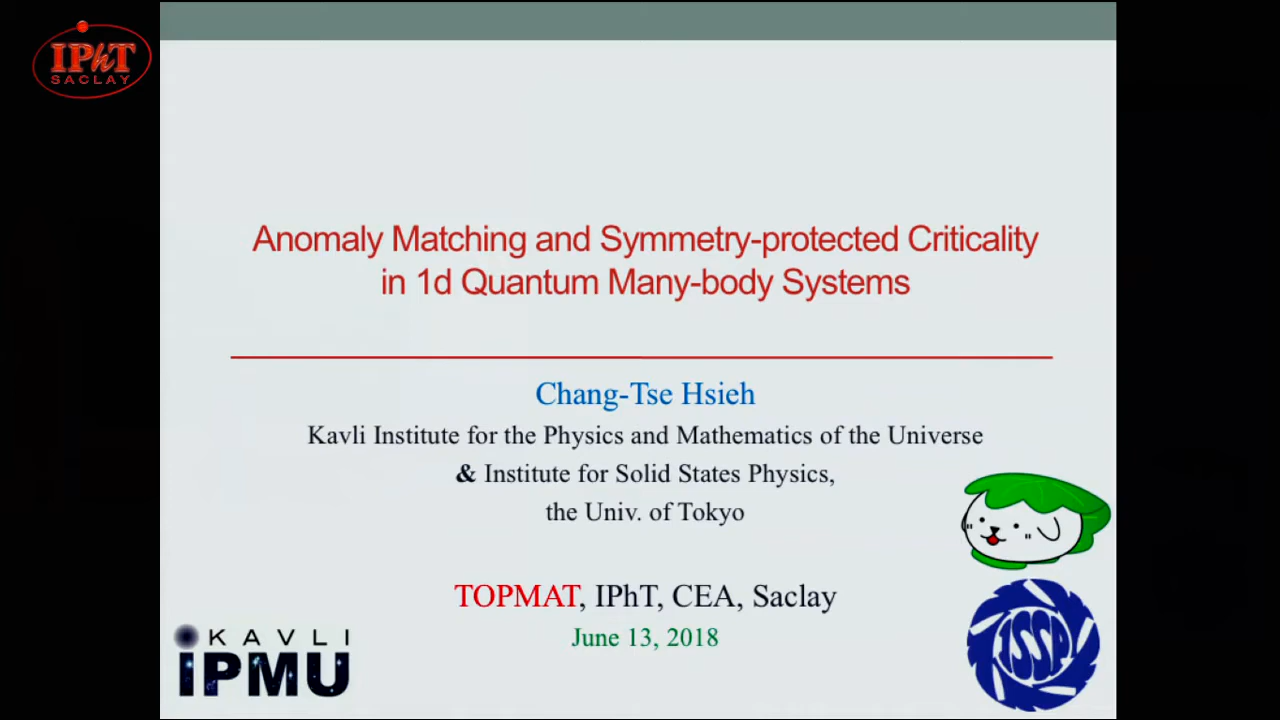 IPhT
SACLAY
Anomaly Matching and Symmetry-protected Criticality
in 1d Quantum Many-body Systems
Chang-Tse Hsieh
Kavli Institute for the Physics and Mathematics of the Universe
& Institute for Solid States Physics,
the Univ. of Tokyo
TOPMAT, IPhT, CEA, Saclay
June 13, 2018
KAVLI
IPMU
ISSP